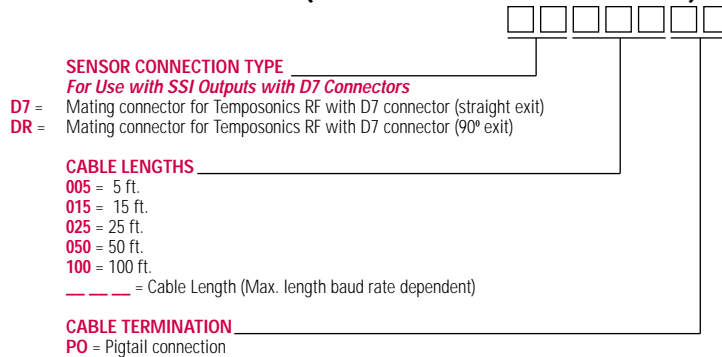 SENSOR CONNECTION TYPE
For Use with SSI Outputs with D7 Connectors
D7 = Mating connector for Temposonics RF with D7 connector (straight exit)
DR = Mating connector for Temposonics RF with D7 connector (90º exit)
CABLE LENGTHS
005 = 5 ft.
015 = 15 ft.
025 = 25 ft.
050 = 50 ft.
100 = 100 ft.
__ __ __ = Cable Length (Max. length baud rate dependent)
CABLE TERMINATION
PO = Pigtail connection